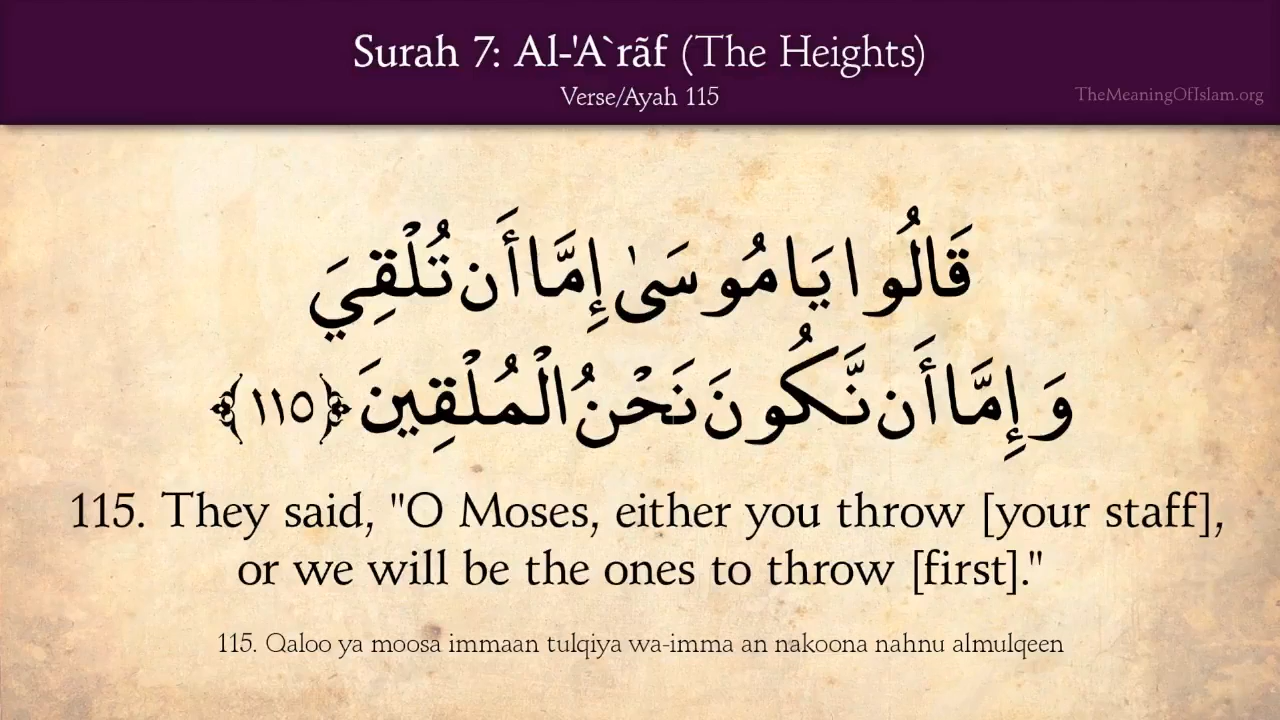 Surah 7: Al-'A`rãf (The Heights)
Verse/Ayah 115
TheMeaningOfIslam.org
قَالُوا يَا مُوسَىٰ إِمَّا أَن تُلْقِيَ
وَإِمَّا أَن نَّكُونَ نَحْنُ الْمُلْقِينَ ﴿١١٥﴾
115. They said, "O Moses, either you throw [your staff],
or we will be the ones to throw [first]."
115. Qaloo ya moosa immaan tulqiya wa-imma an nakoona nahnu almulqeen